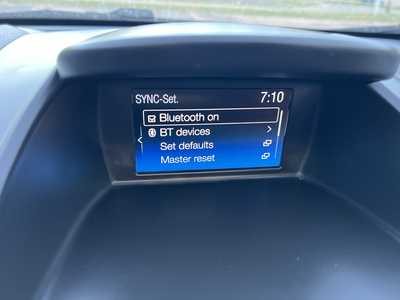 SYNC-Set. 7:10
Bluetooth on
BT devices
Set defaults
Master reset